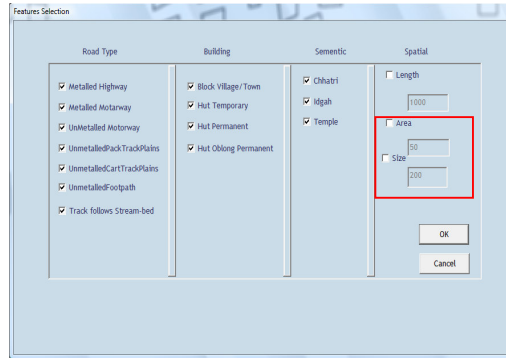 Features Selection
Road Type
Building
Sementic
Spatial
Metalled Highway
Metalled Motarway
UnMetalled Motorway
UnmetalledPackTrackPlains
UnmetalledCartTrackPlains
UnmetalledFootpath
Track follows Stream-bed
Block Village/Town
Hut Temporary
Hut Permanent
Hut Oblong Permanent
Chhatri
Idgah
Temple
Length
1000
Area
50
Size
200
OK
Cancel